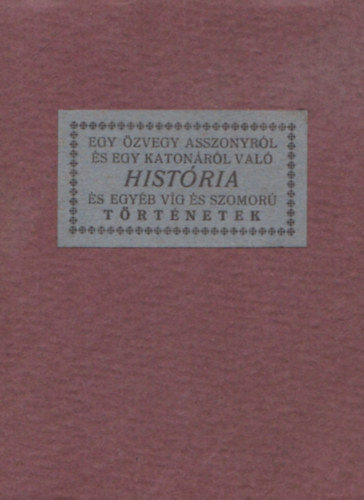 EGY ÖZVEGY ASSZONYRÓL
ÉS EGY KATONÁRÓL VALÓ
HISTÓRIA
ÉS EGYÉB VÍG ÉS SZOMORÚ
TÖRTÉNETEK